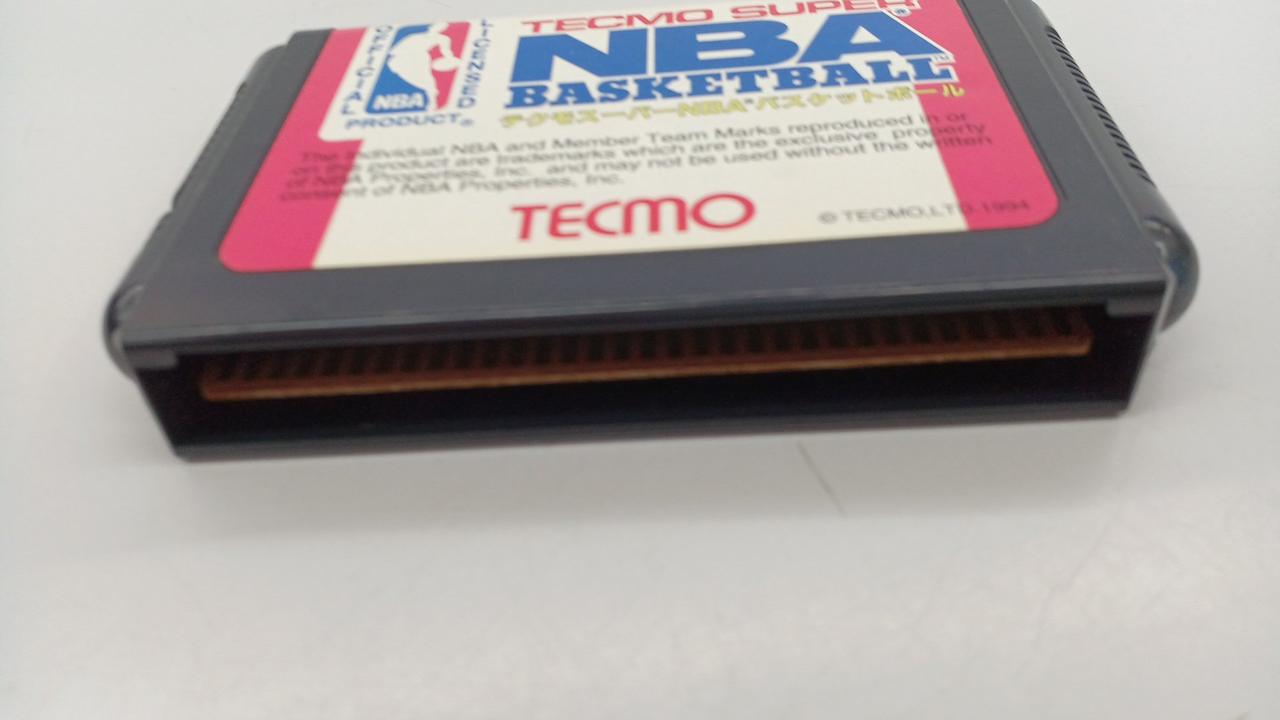 OFFICIAL
LICENSED
NBA
PRODUCT®
TECMO SUPER
NBA®
BASKETBALL™
テクモスーパーNBA®バスケットボール
The Individual NBA and Member Team Marks reproduced in or
on the product are trademarks which are the exclusive property
of NBA Properties, Inc. and may not be used without the written
consent of NBA Properties, Inc.
TECMO
© TECMO,LTD.1994